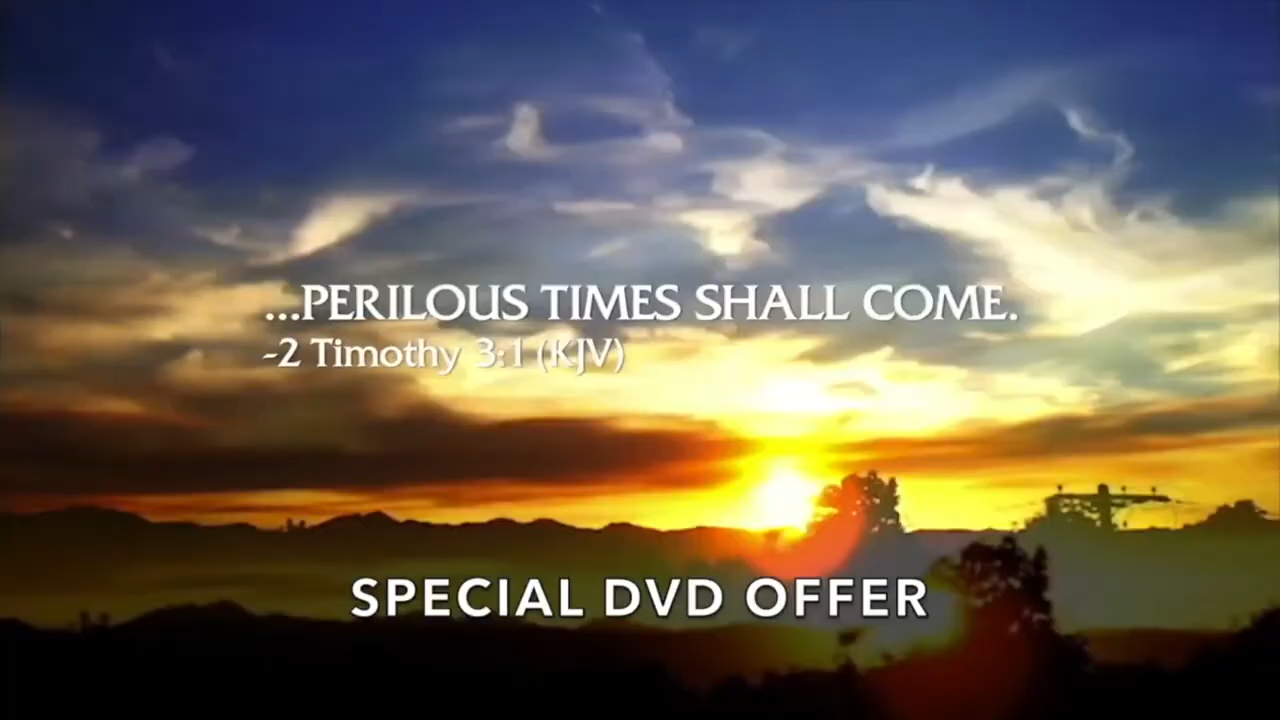 ...PERILOUS TIMES SHALL COME.
-2 Timothy 3:1 (KJV)
SPECIAL DVD OFFER